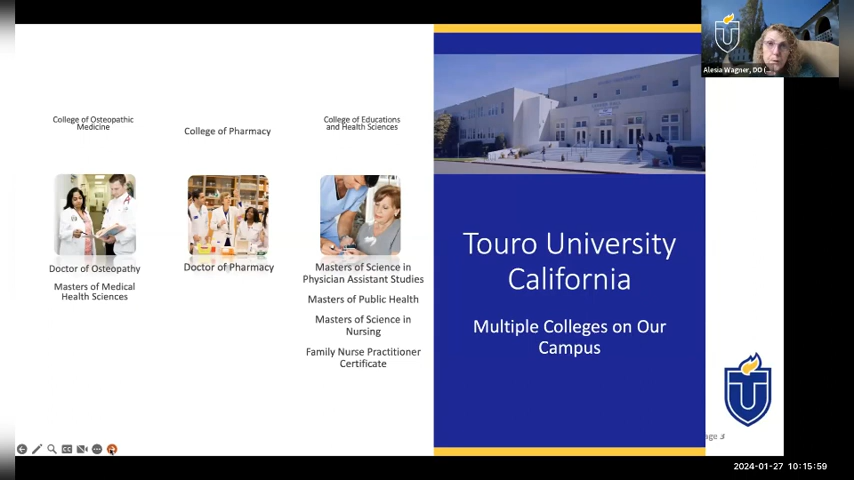 Alesia Wagner, DO (...
College of Osteopathic
Medicine
College of Pharmacy
College of Educations
and Health Sciences
Doctor of Osteopathy
Masters of Medical
Health Sciences
Doctor of Pharmacy
Masters of Science in
Physician Assistant Studies
Masters of Public Health
Masters of Science in
Nursing
Family Nurse Practitioner
Certificate
Touro University
California
Multiple Colleges on Our
Campus
CC
age 3
2024-01-27 10:15:59